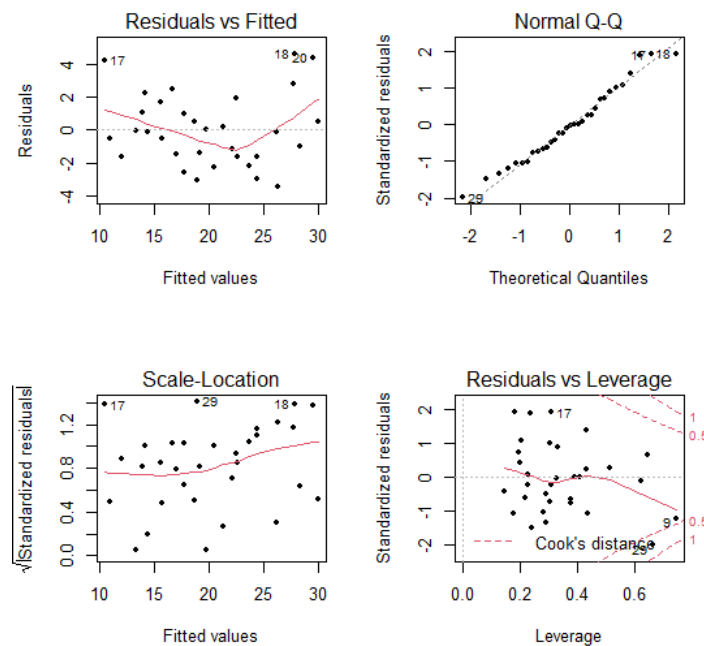 Residuals vs Fitted
Residuals
4
2
0
-2
-4
17
18
20
10 15 20 25 30
Fitted values
Normal Q-Q
Standardized residuals
2
1
0
-1
-2
17
18
29
-2 -1 0 1 2
Theoretical Quantiles
Scale-Location
√|Standardized residuals|
1.2
0.8
0.4
0.0
17
29
18
10 15 20 25 30
Fitted values
Residuals vs Leverage
Standardized residuals
2
1
0
-1
-2
17
9
29
1
0.5
0.5
1
Cook's distance
0.0 0.2 0.4 0.6
Leverage